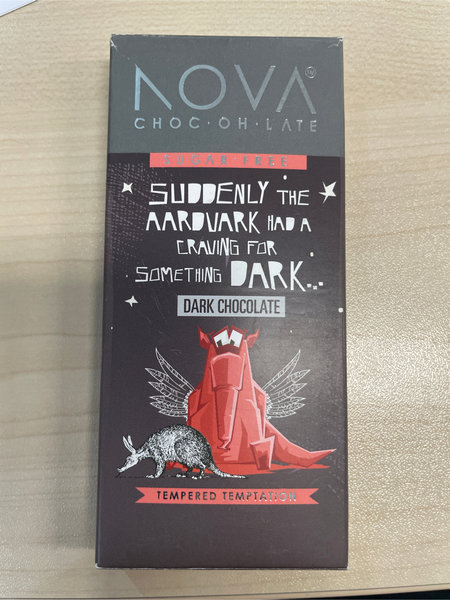 NOVA
CHOC·OH·LATE
SUGAR FREE
SUDDENLY THE
AARDVARK HAD A
CRAVING FOR
SOMETHING DARK...
DARK CHOCOLATE
TEMPERED TEMPTATION